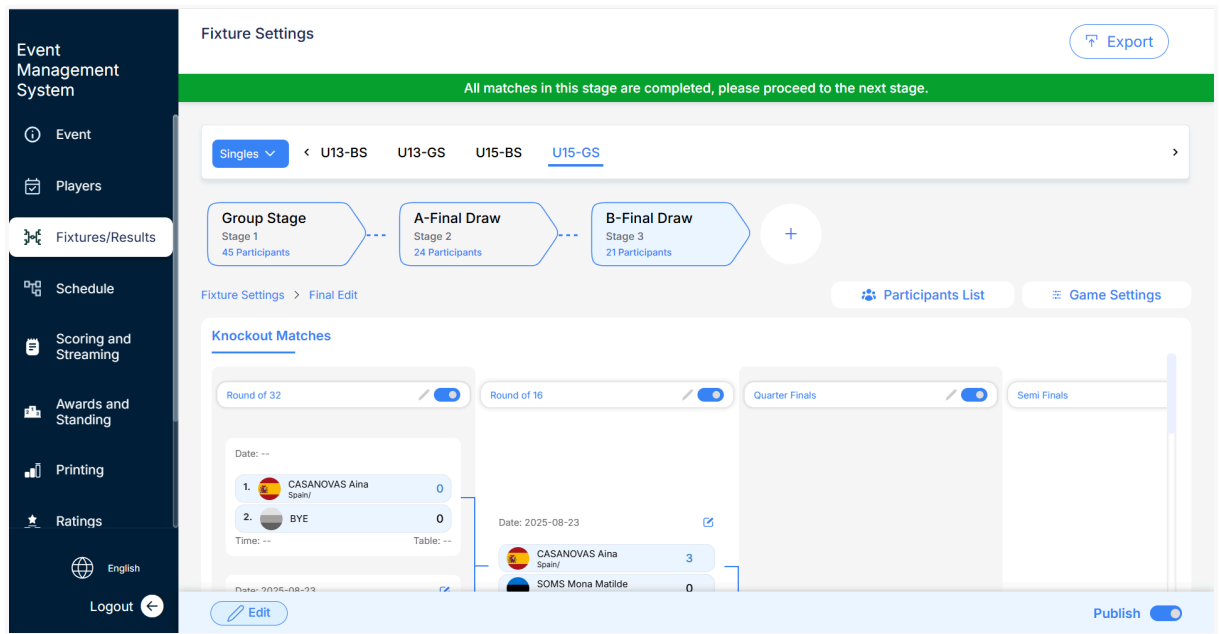 Event
Management
System
Event
Players
Fixtures/Results
Schedule
Scoring and
Streaming
Awards and
Standing
Printing
Ratings
English
Logout
Fixture Settings
Export
All matches in this stage are completed, please proceed to the next stage.
Singles U13-BS U13-GS U15-BS U15-GS
Group Stage
Stage 1
45 Participants
A-Final Draw
Stage 2
24 Participants
B-Final Draw
Stage 3
21 Participants
+
Fixture Settings > Final Edit
Participants List
Game Settings
Knockout Matches
Round of 32
Date: --
1. CASANOVAS Aina 0
Spain/
2. BYE 0
Time: -- Table: --
Date: 2025-08-23
Round of 16
Date: 2025-08-23
CASANOVAS Aina 3
Spain/
SOMS Mona Matilde 0
Quarter Finals
Semi Finals
Edit
Publish